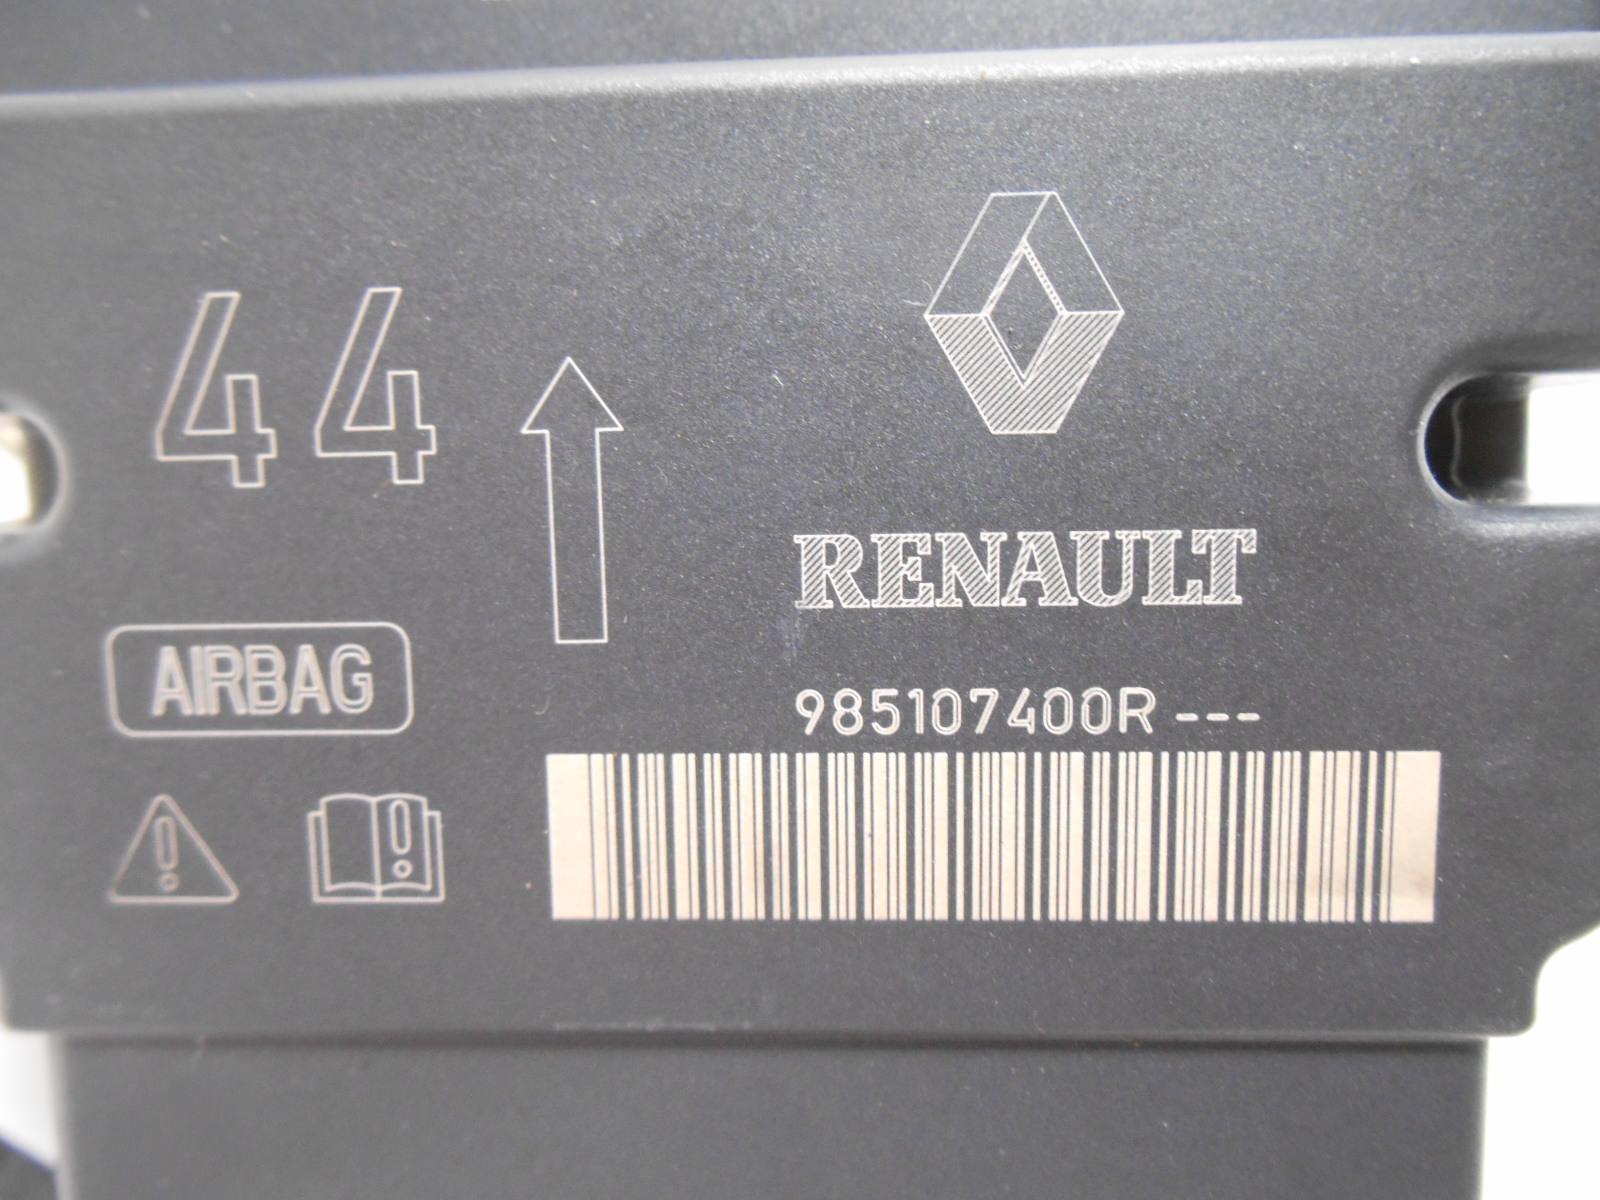 44
RENAULT
AIRBAG
985107400R ---